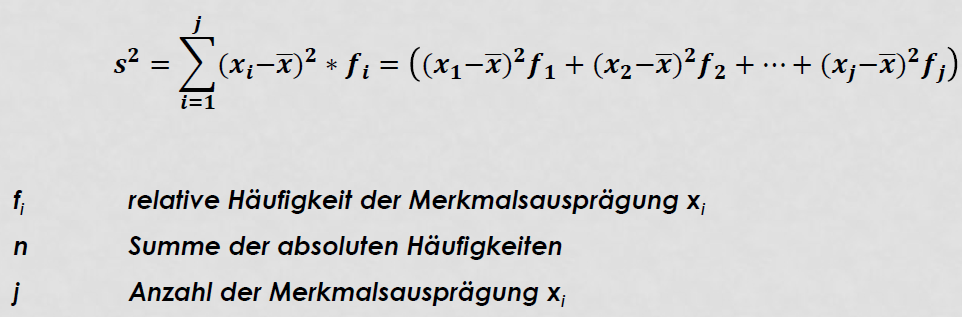 s² = ∑_{i=1}^{j} (x_i−x̅)² * f_i = ((x_1−x̅)² f_1 + (x_2−x̅)² f_2 + ⋯ + (x_j−x̅)² f_j)
f_i relative Häufigkeit der Merkmalsausprägung x_i
n Summe der absoluten Häufigkeiten
j Anzahl der Merkmalsausprägung x_i